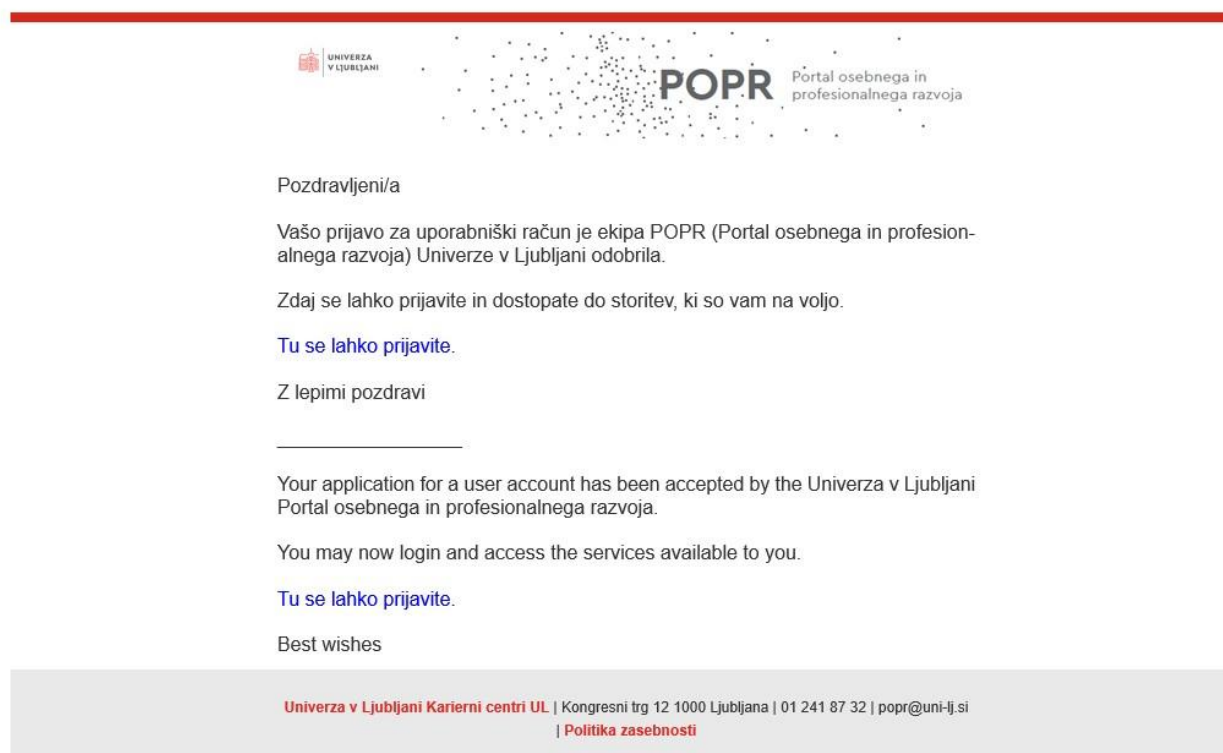 UNIVERZA
V LJUBLJANI
POPR
Portal osebnega in
profesionalnega razvoja
Pozdravljeni/a
Vašo prijavo za uporabniški račun je ekipa POPR (Portal osebnega in profesion-
alnega razvoja) Univerze v Ljubljani odobrila.
Zdaj se lahko prijavite in dostopate do storitev, ki so vam na voljo.
Tu se lahko prijavite.
Z lepimi pozdravi
Your application for a user account has been accepted by the Univerza v Ljubljani
Portal osebnega in profesionalnega razvoja.
You may now login and access the services available to you.
Tu se lahko prijavite.
Best wishes
Univerza v Ljubljani Karierni centri UL | Kongresni trg 12 1000 Ljubljana | 01 241 87 32 | popr@uni-lj.si
| Politika zasebnosti